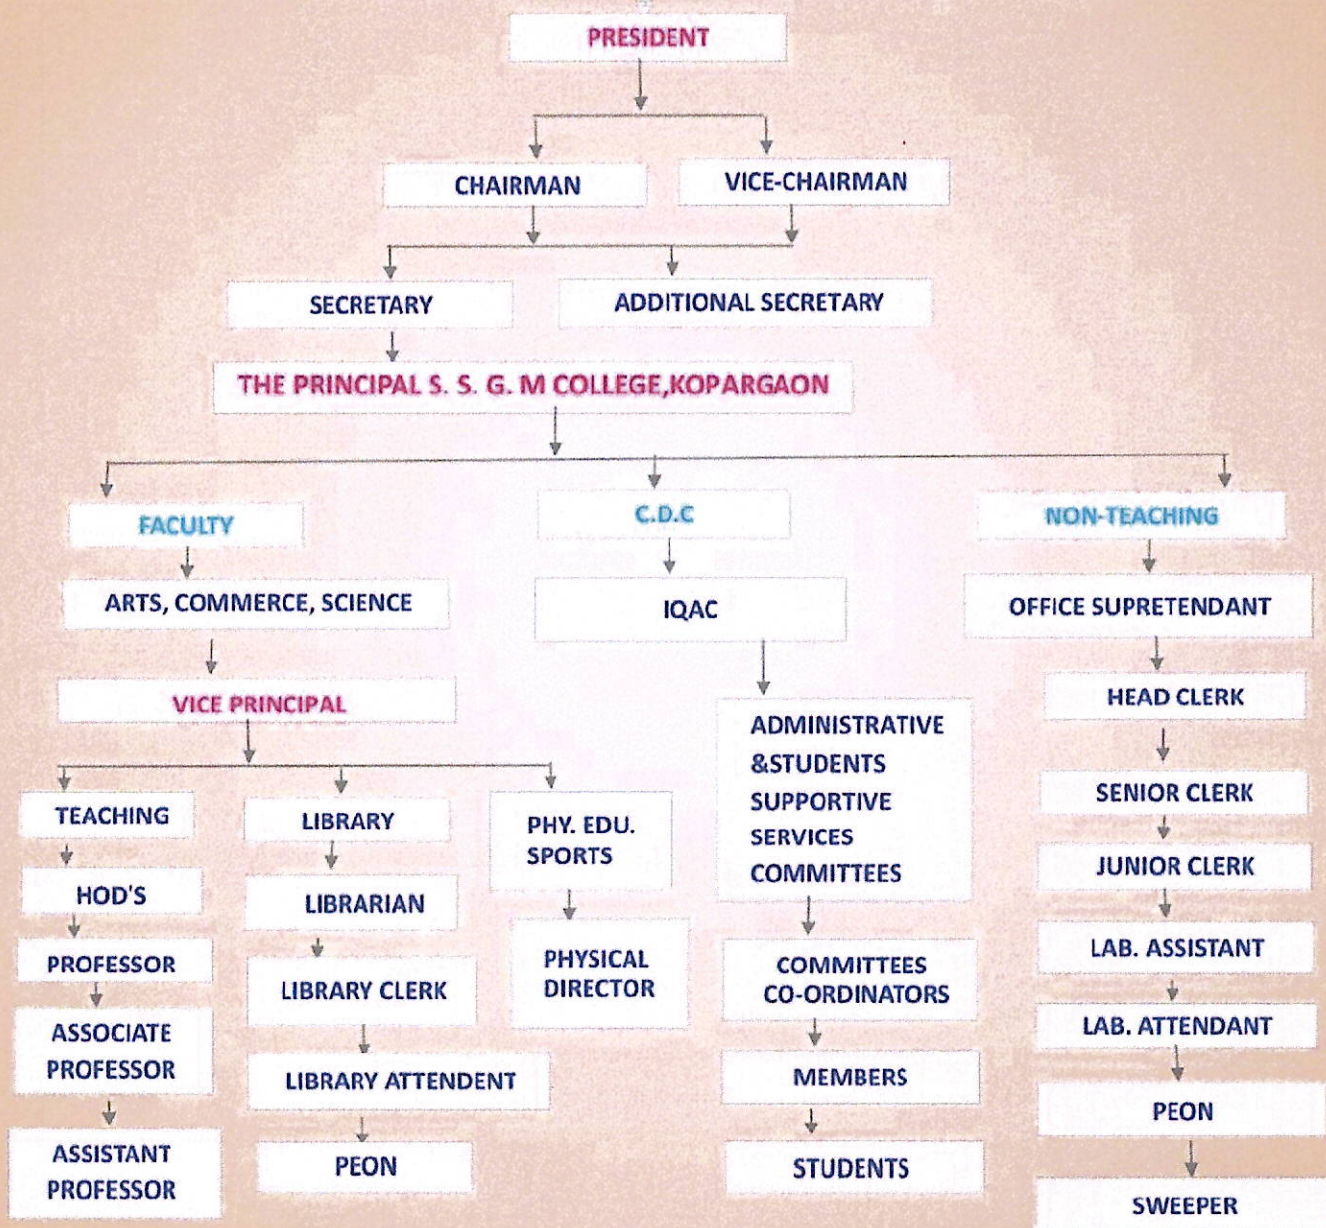 PRESIDENT
CHAIRMAN
VICE-CHAIRMAN
SECRETARY
ADDITIONAL SECRETARY
THE PRINCIPAL S. S. G. M COLLEGE,KOPARGAON
FACULTY
C.D.C
NON-TEACHING
ARTS, COMMERCE, SCIENCE
IQAC
OFFICE SUPRETENDANT
VICE PRINCIPAL
HEAD CLERK
ADMINISTRATIVE
&STUDENTS
SUPPORTIVE
SERVICES
COMMITTEES
TEACHING
LIBRARY
PHY. EDU.
SPORTS
SENIOR CLERK
HOD'S
LIBRARIAN
JUNIOR CLERK
PROFESSOR
LIBRARY CLERK
PHYSICAL
DIRECTOR
COMMITTEES
CO-ORDINATORS
LAB. ASSISTANT
ASSOCIATE
PROFESSOR
LIBRARY ATTENDENT
MEMBERS
LAB. ATTENDANT
ASSISTANT
PROFESSOR
PEON
STUDENTS
PEON
SWEEPER